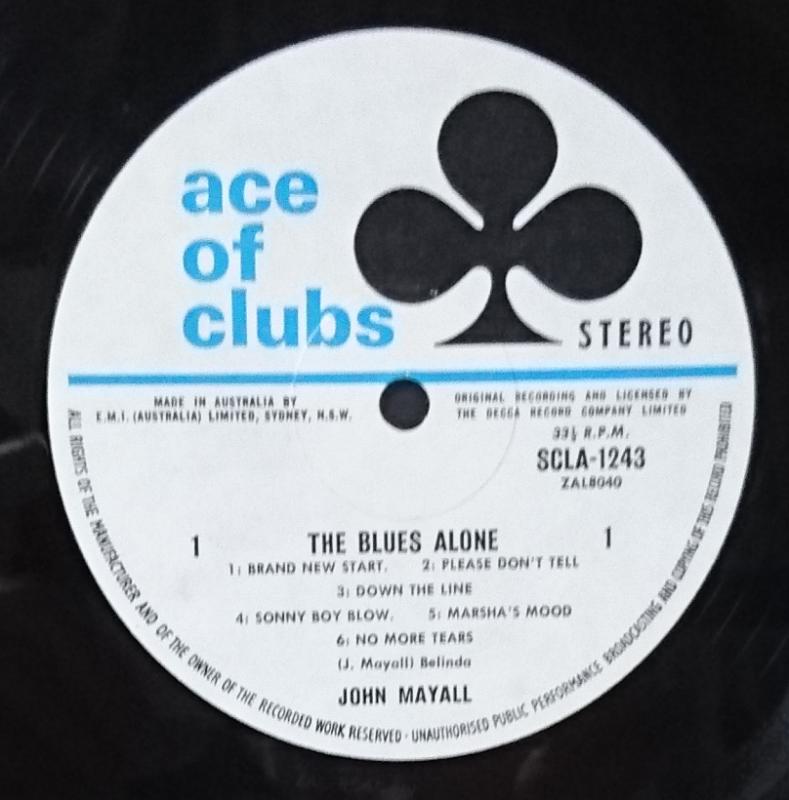 ace
of
clubs
STEREO
MADE IN AUSTRALIA BY
E.M.I. (AUSTRALIA) LIMITED, SYDNEY, N.S.W.
ORIGINAL RECORDING AND LICENSED BY
THE DECCA RECORD COMPANY LIMITED
33⅓ R.P.M.
SCLA-1243
ZAL8040
1 THE BLUES ALONE 1
1: BRAND NEW START. 2: PLEASE DON'T TELL
3: DOWN THE LINE
4: SONNY BOY BLOW. 5: MARSHA'S MOOD
6: NO MORE TEARS
(J. Mayall) Belinda
JOHN MAYALL
ALL RIGHTS OF THE MANUFACTURER AND OF THE OWNER OF THE RECORDED WORK RESERVED · UNAUTHORISED PUBLIC PERFORMANCE BROADCASTING AND COPYING OF THIS RECORD PROHIBITED